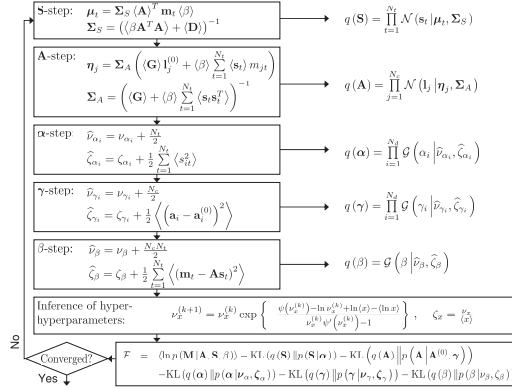 S-step: μ_t = Σ_S ⟨A⟩^T m_t ⟨β⟩
Σ_S = (⟨βA^T A⟩ + ⟨D⟩)^{-1}
q(S) = ∏_{t=1}^{N_t} N(s_t | μ_t, Σ_S)
A-step:
η_j = Σ_A (⟨G⟩ l_j^{(0)} + ⟨β⟩ ∑_{t=1}^{N_t} ⟨s_t⟩ m_{jt})
Σ_A = (⟨G⟩ + ⟨β⟩ ∑_{t=1}^{N_t} ⟨s_t s_t^T⟩)^{-1}
q(A) = ∏_{j=1}^{N_c} N(l_j | η_j, Σ_A)
α-step: ν̂_{α_i} = ν_{α_i} + N_t/2
ζ̂_{α_i} = ζ_{α_i} + 1/2 ∑_{t=1}^{N_t} ⟨s_{it}^2⟩
q(α) = ∏_{i=1}^{N_d} G(α_i | ν̂_{α_i}, ζ̂_{α_i})
γ-step: ν̂_{γ_i} = ν_{γ_i} + N_c/2
ζ̂_{γ_i} = ζ_{γ_i} + 1/2 ⟨(a_i − a_i^{(0)})^2⟩
q(γ) = ∏_{i=1}^{N_d} G(γ_i | ν̂_{γ_i}, ζ̂_{γ_i})
β-step: ν̂_β = ν_β + N_c N_t/2
ζ̂_β = ζ_β + 1/2 ∑_{t=1}^{N_t} ⟨(m_t − As_t)^2⟩
q(β) = G(β | ν̂_β, ζ̂_β)
Inference of hyper-
hyperparameters:
ν_x^{(k+1)} = ν_x^{(k)} exp { (ψ(ν_x^{(k)}) − ln ν_x^{(k)} + ln⟨x⟩ − ⟨ln x⟩) / (ν_x^{(k)} ψ′(ν_x^{(k)}) − 1) }, ζ_x = ν_x/⟨x⟩
No
Converged?
Yes
F = ⟨ln p(M | A, S, β)⟩ − KL(q(S) || p(S | α)) − KL(q(A) || p(A | A^{(0)}, γ))
−KL(q(α) || p(α | ν_α, ζ_α)) − KL(q(γ) || p(γ | ν_γ, ζ_γ)) − KL(q(β) || p(β | ν_β, ζ_β))